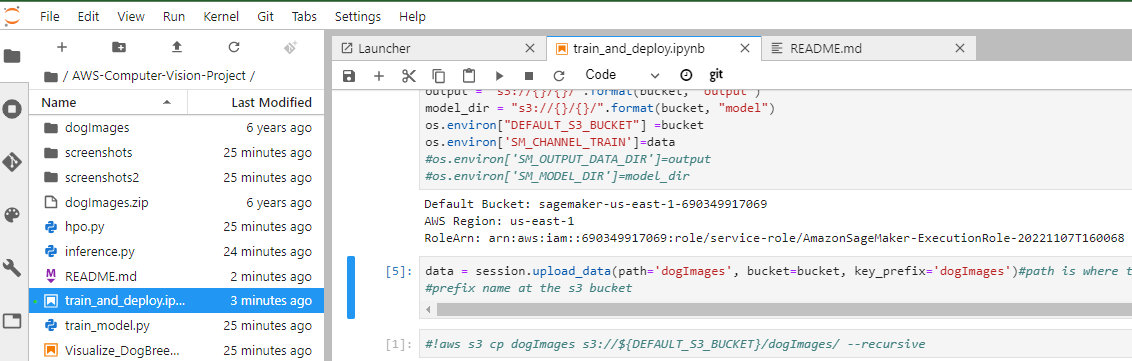 File Edit View Run Kernel Git Tabs Settings Help
/ AWS-Computer-Vision-Project /
Name Last Modified
dogImages 6 years ago
screenshots 25 minutes ago
screenshots2 25 minutes ago
dogImages.zip 6 years ago
hpo.py 25 minutes ago
inference.py 24 minutes ago
README.md 2 minutes ago
train_and_deploy.ip... 3 minutes ago
train_model.py 25 minutes ago
Visualize_DogBree... 25 minutes ago
Launcher train_and_deploy.ipynb README.md
Code git
output = "s3://{}/{}/".format(bucket, "output")
model_dir = "s3://{}/{}/".format(bucket, "model")
os.environ["DEFAULT_S3_BUCKET"] =bucket
os.environ['SM_CHANNEL_TRAIN']=data
#os.environ['SM_OUTPUT_DATA_DIR']=output
#os.environ['SM_MODEL_DIR']=model_dir
Default Bucket: sagemaker-us-east-1-690349917069
AWS Region: us-east-1
RoleArn: arn:aws:iam::690349917069:role/service-role/AmazonSageMaker-ExecutionRole-20221107T160068
[5]: data = session.upload_data(path='dogImages', bucket=bucket, key_prefix='dogImages')#path is where t
#prefix name at the s3 bucket
[1]: #!aws s3 cp dogImages s3://${DEFAULT_S3_BUCKET}/dogImages/ --recursive